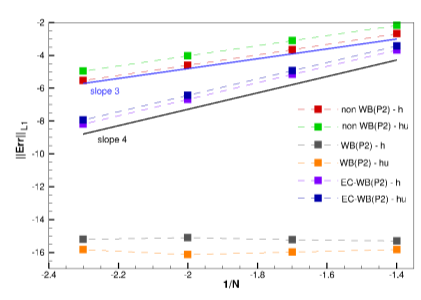 -2
-4
-6
-8
-10
-12
-14
-16
||Err||L1
slope 3
slope 4
non WB(P2) - h
non WB(P2) - hu
WB(P2) - h
WB(P2) - hu
EC-WB(P2) - h
EC-WB(P2) - hu
-2.4 -2.2 -2 -1.8 -1.6 -1.4
1/N